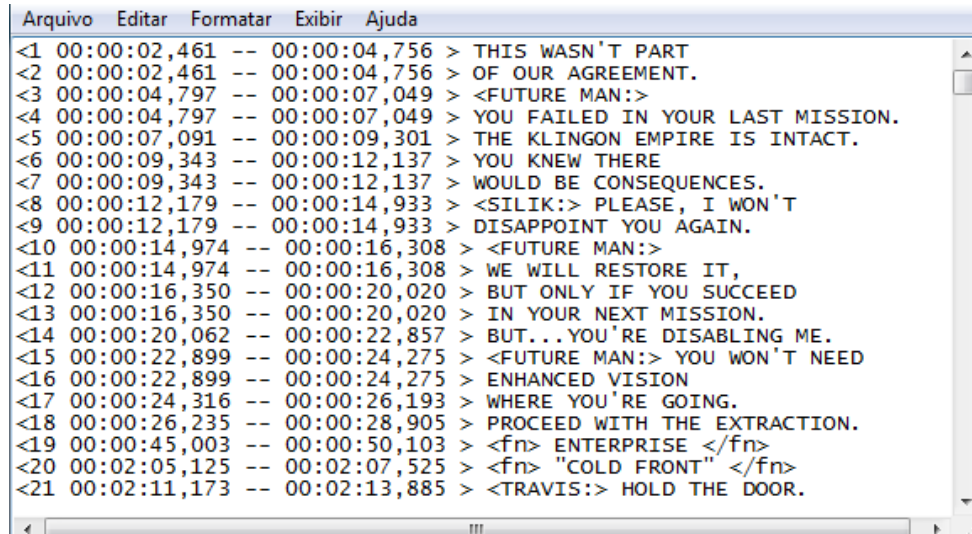 Arquivo Editar Formatar Exibir Ajuda
<1 00:00:02,461 -- 00:00:04,756 > THIS WASN'T PART
<2 00:00:02,461 -- 00:00:04,756 > OF OUR AGREEMENT.
<3 00:00:04,797 -- 00:00:07,049 > <FUTURE MAN:>
<4 00:00:04,797 -- 00:00:07,049 > YOU FAILED IN YOUR LAST MISSION.
<5 00:00:07,091 -- 00:00:09,301 > THE KLINGON EMPIRE IS INTACT.
<6 00:00:09,343 -- 00:00:12,137 > YOU KNEW THERE
<7 00:00:09,343 -- 00:00:12,137 > WOULD BE CONSEQUENCES.
<8 00:00:12,179 -- 00:00:14,933 > <SILIK:> PLEASE, I WON'T
<9 00:00:12,179 -- 00:00:14,933 > DISAPPOINT YOU AGAIN.
<10 00:00:14,974 -- 00:00:16,308 > <FUTURE MAN:>
<11 00:00:14,974 -- 00:00:16,308 > WE WILL RESTORE IT,
<12 00:00:16,350 -- 00:00:20,020 > BUT ONLY IF YOU SUCCEED
<13 00:00:16,350 -- 00:00:20,020 > IN YOUR NEXT MISSION.
<14 00:00:20,062 -- 00:00:22,857 > BUT...YOU'RE DISABLING ME.
<15 00:00:22,899 -- 00:00:24,275 > <FUTURE MAN:> YOU WON'T NEED
<16 00:00:22,899 -- 00:00:24,275 > ENHANCED VISION
<17 00:00:24,316 -- 00:00:26,193 > WHERE YOU'RE GOING.
<18 00:00:26,235 -- 00:00:28,905 > PROCEED WITH THE EXTRACTION.
<19 00:00:45,003 -- 00:00:50,103 > <fn> ENTERPRISE </fn>
<20 00:02:05,125 -- 00:02:07,525 > <fn> "COLD FRONT" </fn>
<21 00:02:11,173 -- 00:02:13,885 > <TRAVIS:> HOLD THE DOOR.